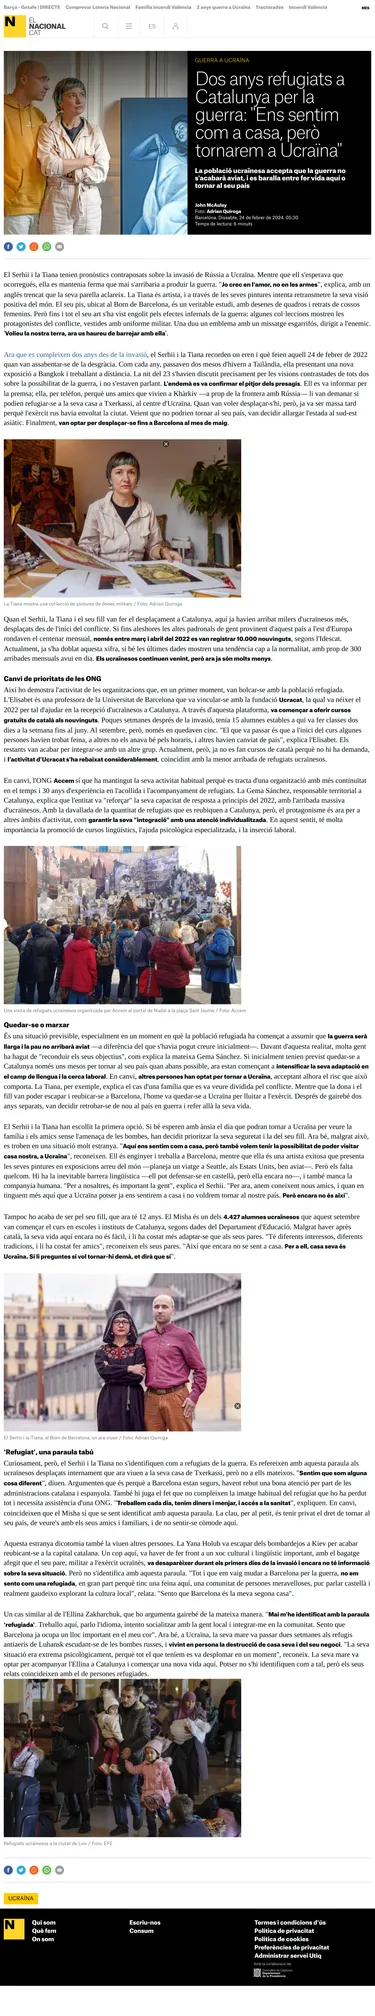 Barça - Getafe | DIRECTE Comprovar Loteria Nacional Família incendi València 2 anys guerra a Ucraïna Tractorades Incendi València MÉS
N EL NACIONAL .CAT ES
GUERRA A UCRAÏNA
Dos anys refugiats a
Catalunya per la
guerra: "Ens sentim
com a casa, però
tornarem a Ucraïna"
La població ucraïnesa accepta que la guerra no
s'acabarà aviat, i es baralla entre fer vida aquí o
tornar al seu país
John McAulay
Foto: Adrián Quiroga
Barcelona. Dissabte, 24 de febrer de 2024. 05:30
Temps de lectura: 6 minuts
El Serhii i la Tiana tenien pronòstics contraposats sobre la invasió de Rússia a Ucraïna. Mentre que ell s'esperava que
ocorregués, ella es mantenia ferma que mai s'arribaria a produir la guerra. "Jo crec en l'amor, no en les armes", explica, amb un
anglès trencat que la seva parella aclareix. La Tiana és artista, i a través de les seves pintures intenta retransmetre la seva visió
positiva del món. El seu pis, ubicat al Born de Barcelona, és un veritable estudi, amb desenes de quadres i retrats de cossos
femenins. Però fins i tot el seu art s'ha vist engolit pels efectes infernals de la guerra: algunes col·leccions mostren les
protagonistes del conflicte, vestides amb uniforme militar. Una duu un emblema amb un missatge esgarrifós, dirigit a l'enemic.
'Volíeu la nostra terra, ara us haureu de barrejar amb ella'.
Ara que es compleixen dos anys des de la invasió, el Serhii i la Tiana recorden on eren i què feien aquell 24 de febrer de 2022
quan van assabentar-se de la desgràcia. Com cada any, passaven dos mesos d'hivern a Tailàndia, ella presentant una nova
exposició a Bangkok i treballant a distància. La nit del 23 s'havien discutit precisament per les visions contrastades de tots dos
sobre la possibilitat de la guerra, i no s'estaven parlant. L'endemà es va confirmar el pitjor dels presagis. Ell es va informar per
la premsa; ella, per telèfon, perquè uns amics que vivien a Khàrkiv —a prop de la frontera amb Rússia— li van demanar si
podien refugiar-se a la seva casa a Txerkassi, al centre d'Ucraïna. Quan van voler desplaçar-s'hi, però, ja va ser massa tard
perquè l'exèrcit rus havia envoltat la ciutat. Veient que no podrien tornar al seu país, van decidir allargar l'estada al sud-est
asiàtic. Finalment, van optar per desplaçar-se fins a Barcelona al mes de maig.
La Tiana mostra una col·lecció de pintures de dones militars / Foto: Adrián Quiroga
Quan el Serhii, la Tiana i el seu fill van fer el desplaçament a Catalunya, aquí ja havien arribat milers d'ucraïnesos més,
desplaçats des de l'inici del conflicte. Si fins aleshores les altes padronals de gent provinent d'aquest país a l'est d'Europa
rondaven el centenar mensual, només entre març i abril del 2022 es van registrar 10.000 nouvinguts, segons l'Idescat.
Actualment, ja s'ha doblat aquesta xifra, si bé les últimes dades mostren una tendència cap a la normalitat, amb prop de 300
arribades mensuals avui en dia. Els ucraïnesos continuen venint, però ara ja són molts menys.
Canvi de prioritats de les ONG
Així ho demostra l'activitat de les organitzacions que, en un primer moment, van bolcar-se amb la població refugiada.
L'Elisabet és una professora de la Universitat de Barcelona que va vincular-se amb la fundació Ucracat, la qual va néixer el
2022 per tal d'ajudar en la recepció d'ucraïnesos a Catalunya. A través d'aquesta plataforma, va començar a oferir cursos
gratuïts de català als nouvinguts. Poques setmanes després de la invasió, tenia 15 alumnes estables a qui va fer classes dos
dies a la setmana fins al juny. Al setembre, però, només en quedaven cinc. "El que va passar és que a l'inici del curs algunes
persones havien trobat feina, a altres no els anava bé pels horaris, i altres havien canviat de país", explica l'Elisabet. Els
restants van acabar per integrar-se amb un altre grup. Actualment, però, ja no es fan cursos de català perquè no hi ha demanda,
i l'activitat d'Ucracat s'ha rebaixat considerablement, coincidint amb la menor arribada de refugiats ucraïnesos.
En canvi, l'ONG Accem sí que ha mantingut la seva activitat habitual perquè es tracta d'una organització amb més continuïtat
en el temps i 30 anys d'experiència en l'acollida i l'acompanyament de refugiats. La Gema Sánchez, responsable territorial a
Catalunya, explica que l'entitat va "reforçar" la seva capacitat de resposta a principis del 2022, amb l'arribada massiva
d'ucraïnesos. Amb la davallada de la quantitat de refugiats que es reubiquen a Catalunya, però, el protagonisme és ara per a
altres àmbits d'activitat, com garantir la seva "integració" amb una atenció individualitzada. En aquest sentit, té molta
importància la promoció de cursos lingüístics, l'ajuda psicològica especialitzada, i la inserció laboral.
Una visita de refugiats ucraïnesos organitzada per Accem al portal de Nadal a la plaça Sant Jaume / Foto: Accem
Quedar-se o marxar
És una situació previsible, especialment en un moment en què la població refugiada ha començat a assumir que la guerra serà
llarga i la pau no arribarà aviat —a diferència del que s'havia pogut creure inicialment—. Davant d'aquesta realitat, molta gent
ha hagut de "reconduir els seus objectius", com explica la mateixa Gema Sánchez. Si inicialment tenien previst quedar-se a
Catalunya només uns mesos per tornar al seu país quan abans possible, ara estan començant a intensificar la seva adaptació en
el camp de llengua i la cerca laboral. En canvi, altres persones han optat per tornar a Ucraïna, acceptant alhora el risc que això
comporta. La Tiana, per exemple, explica el cas d'una família que es va veure dividida pel conflicte. Mentre que la dona i el
fill van poder escapar i reubicar-se a Barcelona, l'home va quedar-se a Ucraïna per lluitar a l'exèrcit. Després de gairebé dos
anys separats, van decidir retrobar-se de nou al país en guerra i refer allà la seva vida.
El Serhii i la Tiana han escollit la primera opció. Si bé esperen amb ànsia el dia que podran tornar a Ucraïna per veure la
família i els amics sense l'amenaça de les bombes, han decidit prioritzar la seva seguretat i la del seu fill. Ara bé, malgrat això,
es troben en una situació molt estranya. "Aquí ens sentim com a casa, però també volem tenir la possibilitat de poder visitar
casa nostra, a Ucraïna", reconeixen. Ell és enginyer i treballa a Barcelona, mentre que ella és una artista exitosa que presenta
les seves pintures en exposicions arreu del món —planeja un viatge a Seattle, als Estats Units, ben aviat—. Però els falta
quelcom. Hi ha la inevitable barrera lingüística —ell pot defensar-se en castellà, però ella encara no—, i també manca la
companyia humana. "Per a nosaltres, és important la gent", explica el Serhii. "Per ara, anem coneixent nous amics, i quan en
tinguem més aquí que a Ucraïna potser ja ens sentirem a casa i no voldrem tornar al nostre país. Però encara no és així".
Tampoc ho acaba de ser pel seu fill, que ara té 12 anys. El Misha és un dels 4.427 alumnes ucraïnesos que aquest setembre
van començar el curs en escoles i instituts de Catalunya, segons dades del Departament d'Educació. Malgrat haver après
català, la seva vida aquí encara no és fàcil, i li ha costat més adaptar-se que als seus pares. "Té diferents interessos, diferents
tradicions, i li ha costat fer amics", reconeixen els seus pares. "Així que encara no se sent a casa. Per a ell, casa seva és
Ucraïna. Si li preguntes si vol tornar-hi demà, et dirà que sí".
El Serhii i la Tiana, al Born de Barcelona, on ara viuen / Foto: Adrián Quiroga
'Refugiat', una paraula tabú
Curiosament, però, el Serhii i la Tiana no s'identifiquen com a refugiats de la guerra. Es refereixen amb aquesta paraula als
ucraïnesos desplaçats internament que ara viuen a la seva casa de Txerkassi, però no a ells mateixos. "Sentim que som alguna
cosa diferent", diuen. Argumenten que és perquè a Barcelona estan segurs, havent rebut una bona atenció per part de les
administracions catalana i espanyola. També hi juga el fet que no compleixen la imatge habitual del refugiat que ho ha perdut
tot i necessita assistència d'una ONG. "Treballem cada dia, tenim diners i menjar, i accés a la sanitat", expliquen. En canvi,
coincideixen que el Misha sí que se sent identificat amb aquesta paraula. La clau, per al petit, és tenir privat el dret de tornar al
seu país, de veure's amb els seus amics i familiars, i de no sentir-se còmode aquí.
Aquesta estranya dicotomia també la viuen altres persones. La Yana Holub va escapar dels bombardejos a Kíev per acabar
reubicant-se a la capital catalana. Un cop aquí, va haver de fer front a un xoc cultural i lingüístic important, amb el bagatge
afegit que el seu pare, militar a l'exèrcit ucraïnès, va desaparèixer durant els primers dies de la invasió i encara no té informació
sobre la seva situació. Però no s'identifica amb aquesta paraula. "Tot i que em vaig mudar a Barcelona per la guerra, no em
sento com una refugiada, en gran part perquè tinc una feina aquí, una comunitat de persones meravelloses, puc parlar castellà i
realment gaudeixo explorant la cultura local", relata. "Sento que Barcelona és la meva segona casa".
Un cas similar al de l'Ellina Zakharchuk, que ho argumenta gairebé de la mateixa manera. "Mai m'he identificat amb la paraula
'refugiada'. Treballo aquí, parlo l'idioma, intento socialitzar amb la gent local i integrar-me en la comunitat. Sento que
Barcelona ja ocupa un lloc important en el meu cor". Ara bé, a Ucraïna, la seva mare va passar dues setmanes als refugis
antiaeris de Luhansk escudant-se de les bombes russes, i vivint en persona la destrucció de casa seva i del seu negoci. "La seva
situació era extrema psicològicament, perquè tot el que teníem es va desplomar en un moment", reconeix. La seva mare va
optar per acompanyar l'Ellina a Catalunya i començar una nova vida aquí. Potser no s'hi identifiquen com a tal, però els seus
relats coincideixen amb el de persones refugiades.
Refugiats ucraïnesos a la ciutat de Lviv / Foto: EFE
UCRAÏNA
N
Qui som
Què fem
On som
Escriu-nos
Consum
Termes i condicions d'ús
Política de privacitat
Política de cookies
Preferències de privacitat
Administrar servei Utiq
Amb la col·laboració de:
Generalitat de Catalunya
Departament
de la Presidència